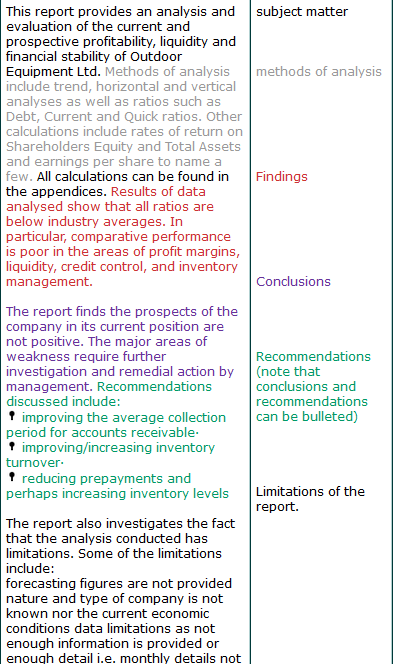 This report provides an analysis and
evaluation of the current and
prospective profitability, liquidity and
financial stability of Outdoor
Equipment Ltd. Methods of analysis
include trend, horizontal and vertical
analyses as well as ratios such as
Debt, Current and Quick ratios. Other
calculations include rates of return on
Shareholders Equity and Total Assets
and earnings per share to name a
few. All calculations can be found in
the appendices. Results of data
analysed show that all ratios are
below industry averages. In
particular, comparative performance
is poor in the areas of profit margins,
liquidity, credit control, and inventory
management.
The report finds the prospects of the
company in its current position are
not positive. The major areas of
weakness require further
investigation and remedial action by
management. Recommendations
discussed include:
improving the average collection
period for accounts receivable·
improving/increasing inventory
turnover·
reducing prepayments and
perhaps increasing inventory levels
The report also investigates the fact
that the analysis conducted has
limitations. Some of the limitations
include:
forecasting figures are not provided
nature and type of company is not
known nor the current economic
conditions data limitations as not
enough information is provided or
enough detail i.e. monthly details not
subject matter
methods of analysis
Findings
Conclusions
Recommendations
(note that
conclusions and
recommendations
can be bulleted)
Limitations of the
report.